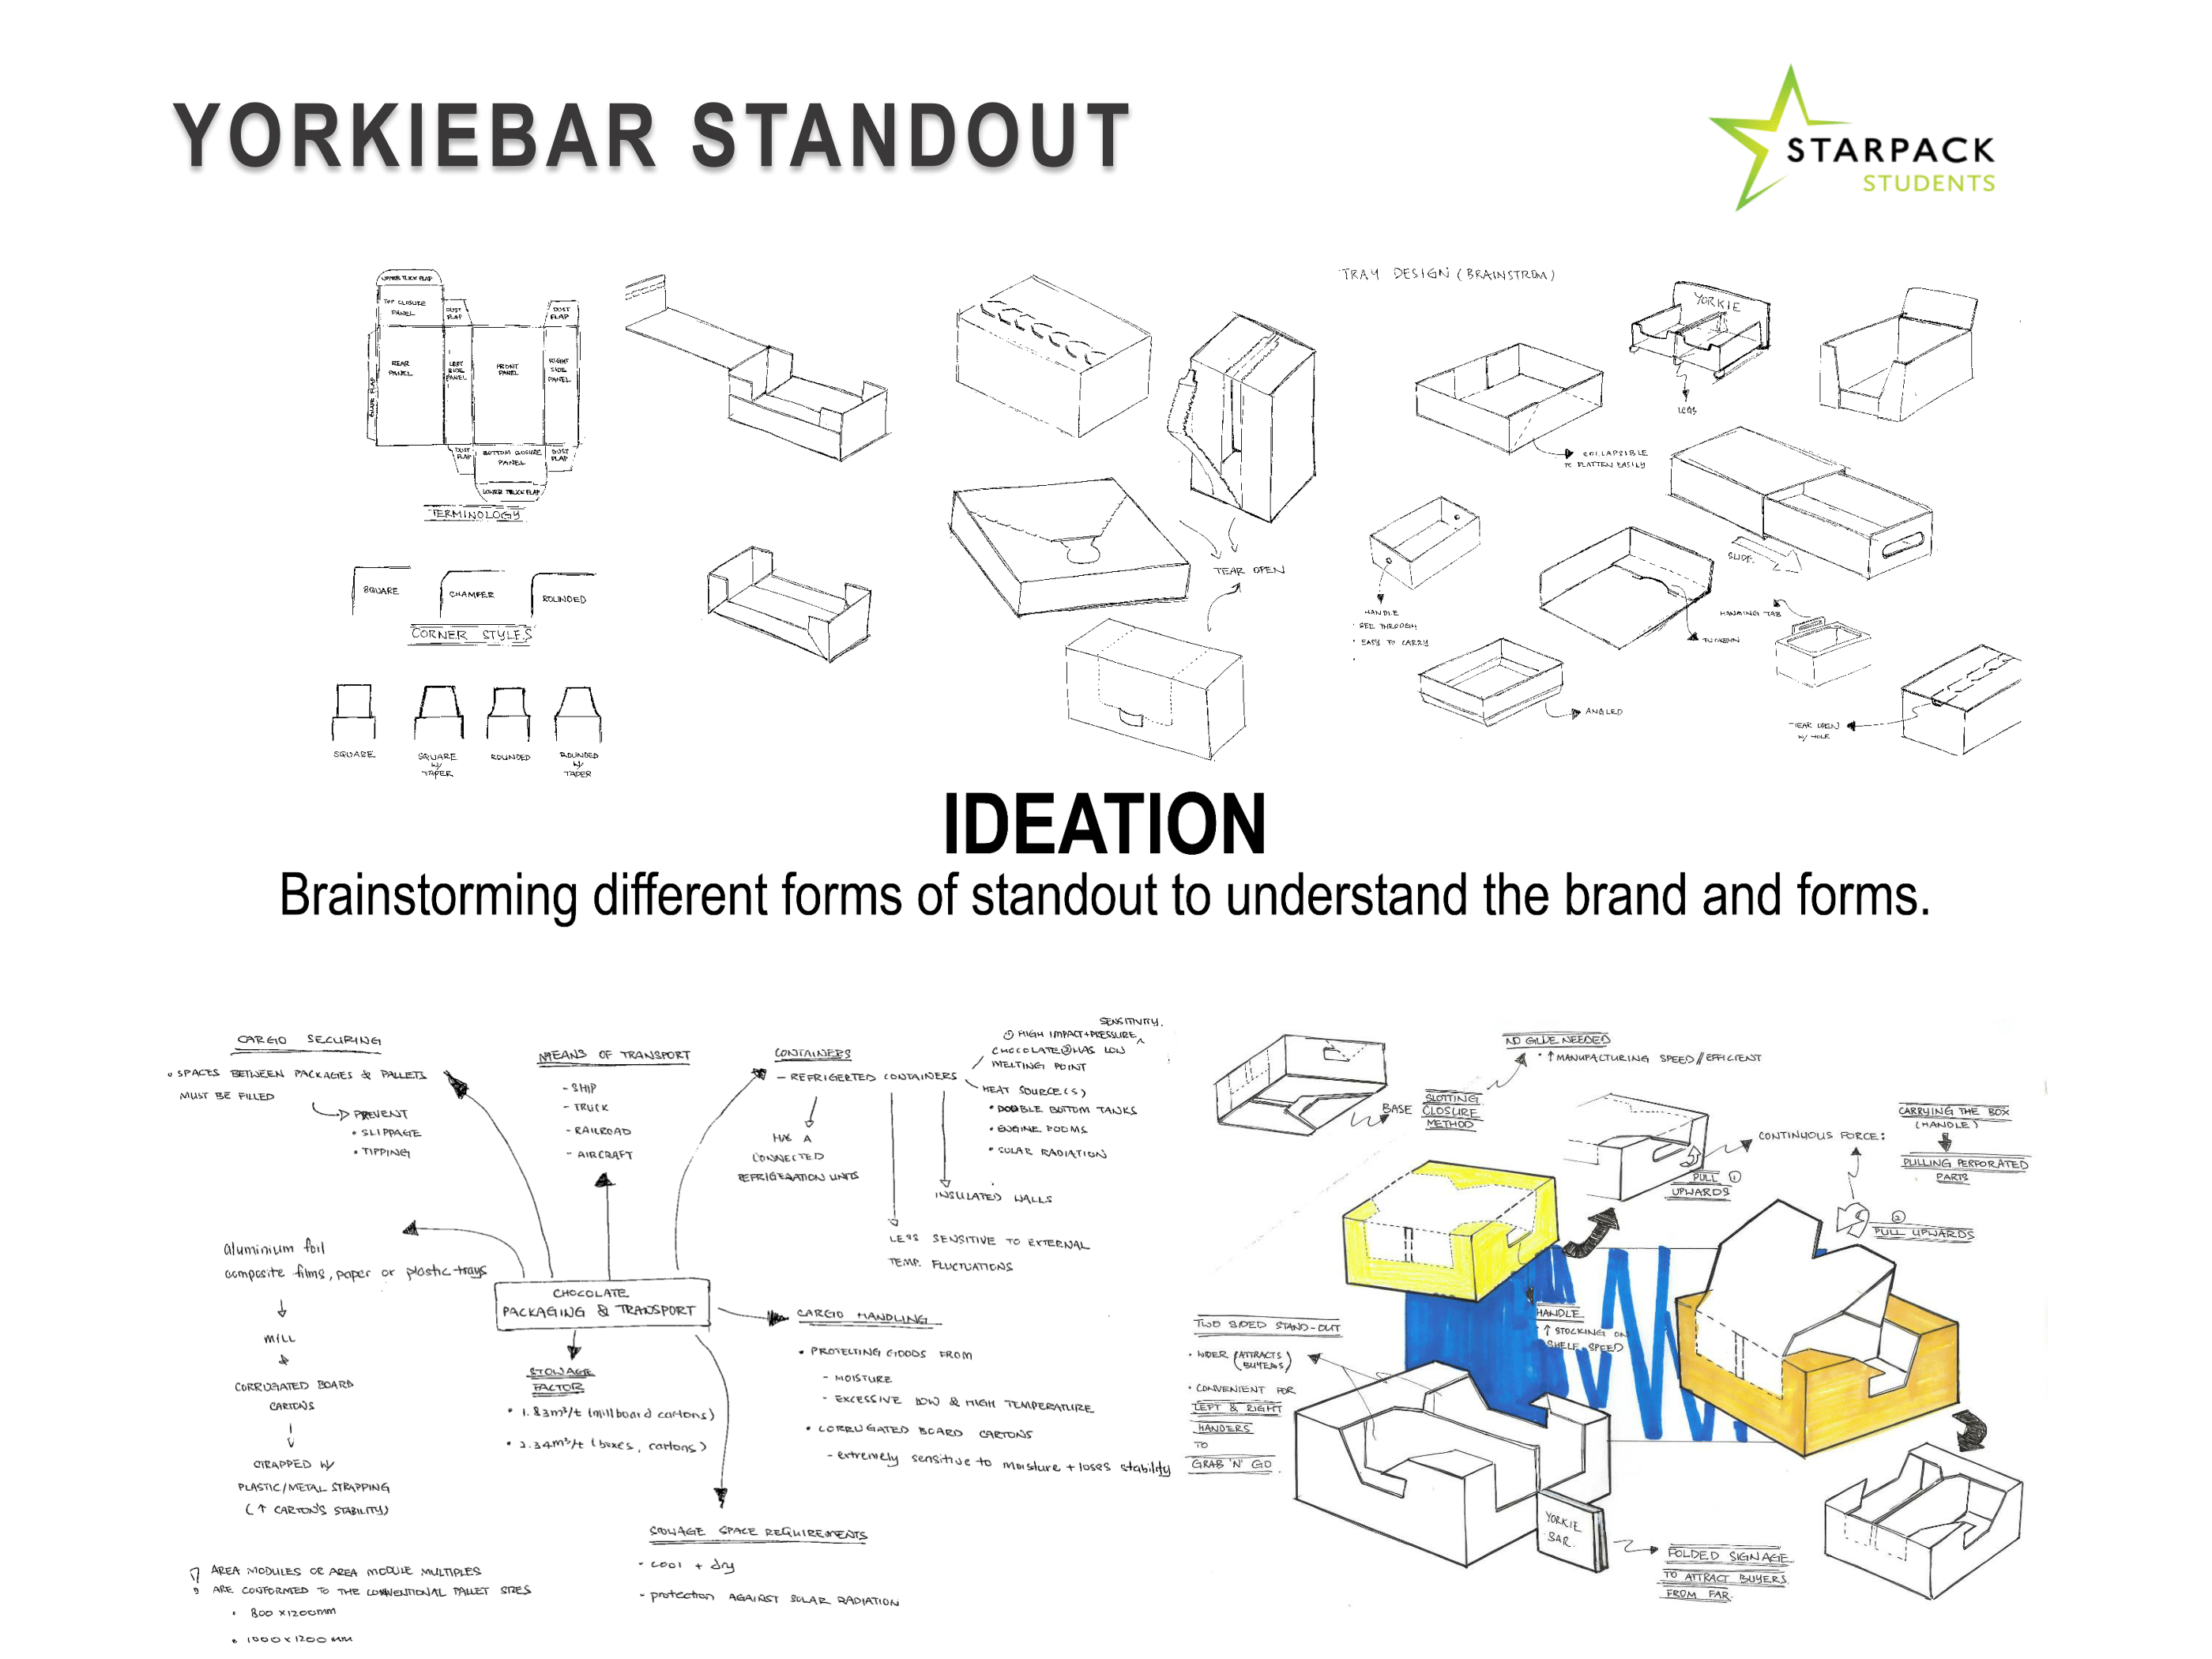 YORKIEBAR STANDOUT
STARPACK
STUDENTS
UPPER TUCK FLAP
TOP CLOSURE
PANEL
DUST
FLAP
DUST
FLAP
REAR
PANEL
LEFT
SIDE
PANEL
FRONT
PANEL
RIGHT
SIDE
PANEL
GLUE FLAP
DUST
FLAP
BOTTOM CLOSURE
PANEL
DUST
FLAP
TERMINOLOGY
SQUARE
CHAMFER
ROUNDED
CORNER STYLES
SQUARE
SQUARE
W/
TAPER
ROUNDED
ROUNDED
W/
TAPER
TEAR OPEN
TRAY DESIGN (BRAINSTROM)
YORKIE
LEGS
COLLAPSIBLE
TO FLATTEN EASILY
SLIDE
HANDLE
SEE THROUGH
• EASY TO CARRY
HANGING TAB
TUCK IN
ANGLED
TEAR OPEN
W/ HOLE
IDEATION
Brainstorming different forms of standout to understand the brand and forms.
CARGO SECURING
• SPACES BETWEEN PACKAGES & PALLETS
MUST BE FILLED
PREVENT
• SLIPPAGE
• TIPPING
MEANS OF TRANSPORT
- SHIP
- TRUCK
- RAILROAD
- AIRCRAFT
CONTAINERS
- REFRIGERTED CONTAINERS
HAS A
CONNECTED
REFRIGERATION UNITS
SENSITIVITY.
① HIGH IMPACT+PRESSURE
CHOCOLATE ② HAS LOW
MELTING POINT
HEAT SOURCE(S)
• DOUBLE BOTTOM TANKS
• ENGINE ROOMS
• SOLAR RADIATION
INSULATED WALLS
LESS SENSITIVE TO EXTERNAL
TEMP. FLUCTUATIONS
aluminium foil
composite films, paper or plastic trays
MILL
&
CORRUGATED BOARD
CARTONS
WRAPPED W/
PLASTIC/METAL STRAPPING
(↑ CARTON'S STABILITY)
CHOCOLATE
PACKAGING & TRANSPORT
STOWAGE
FACTOR
• 1.83m³/t (millboard cartons)
• 2.34m³/t (boxes, cartons)
CARGO HANDLING
• PROTECTING GOODS FROM
- MOISTURE
- EXCESSIVE LOW & HIGH TEMPERATURE
• CORRUGATED BOARD CARTONS
- extremely sensitive to moisture + loses stability
STOWAGE SPACE REQUIREMENTS
- cool + dry
- protection AGAINST SOLAR RADIATION
AREA MODULES OR AREA MODULE MULTIPLES
ARE CONFORMED TO THE CONVENTIONAL PALLET SIZES
• 800 x1200mm
• 1000 x 1200 mm
NO GLUE NEEDED
• ↑ MANUFACTURING SPEED // EFFICIENT
BASE SLOTTING
CLOSURE
METHOD
PULL ①
UPWARDS
CONTINUOUS FORCE:
CARRYING THE BOX
(HANDLE)
PULLING PERFORATED
PARTS
②
PULL UPWARDS
HANDLE
↑ STOCKING ON
SHELF SPEED
TWO SIDED STAND-OUT
• WIDER (ATTRACTS
BUYERS)
• CONVENIENT FOR
LEFT & RIGHT
HANDERS
TO
GRAB 'N' GO
YORKIE
BAR
FOLDED SIGNAGE
TO ATTRACT BUYERS
FROM FAR.